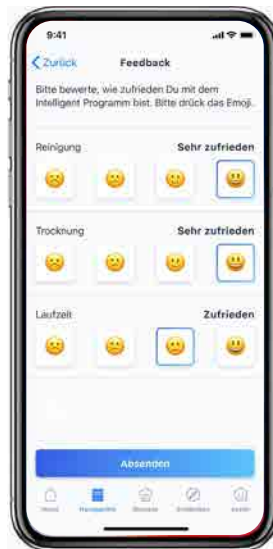 9:41
Zurück
Feedback
Bitte bewerte, wie zufrieden Du mit dem
Intelligent Programm bist. Bitte drück das Emoji.
Reinigung Sehr zufrieden
Trocknung Sehr zufrieden
Laufzeit Zufrieden
Absenden